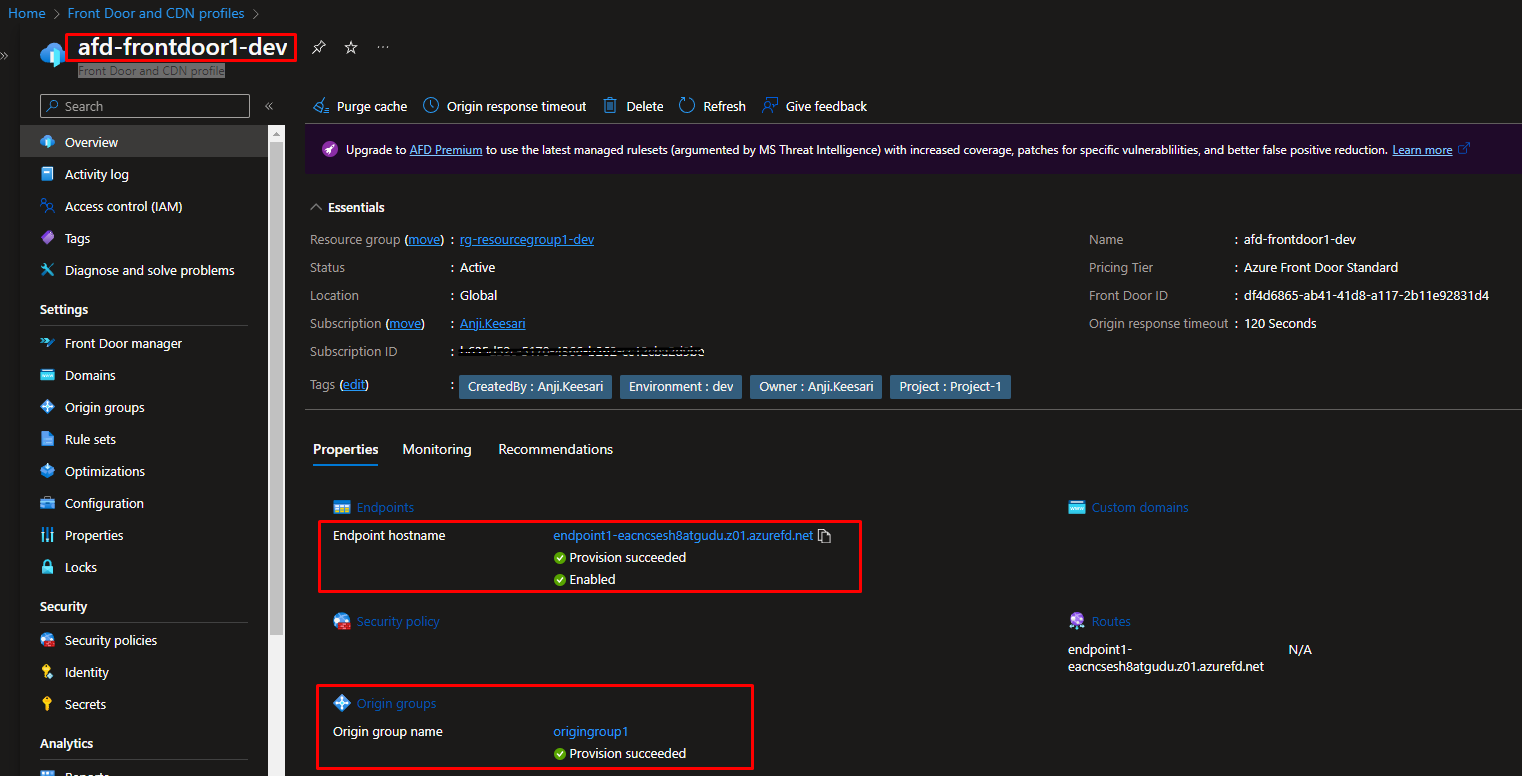 Home > Front Door and CDN profiles >
afd-frontdoor1-dev
Front Door and CDN profile
Search
Overview
Activity log
Access control (IAM)
Tags
Diagnose and solve problems
Settings
Front Door manager
Domains
Origin groups
Rule sets
Optimizations
Configuration
Properties
Locks
Security
Security policies
Identity
Secrets
Analytics
Reports
Purge cache Origin response timeout Delete Refresh Give feedback
Upgrade to AFD Premium to use the latest managed rulesets (argumented by MS Threat Intelligence) with increased coverage, patches for specific vulnerablilities, and better false positive reduction. Learn more
Essentials
Resource group (move) : rg-resourcegroup1-dev
Status : Active
Location : Global
Subscription (move) : Anji.Keesari
Subscription ID :
Tags (edit) : CreatedBy : Anji.Keesari Environment : dev Owner : Anji.Keesari Project : Project-1
Name : afd-frontdoor1-dev
Pricing Tier : Azure Front Door Standard
Front Door ID : df4d6865-ab41-41d8-a117-2b11e92831d4
Origin response timeout : 120 Seconds
Properties Monitoring Recommendations
Endpoints
Endpoint hostname endpoint1-eacncsesh8atgudu.z01.azurefd.net
Provision succeeded
Enabled
Custom domains
Security policy
Routes
endpoint1- N/A
eacncsesh8atgudu.z01.azurefd.net
Origin groups
Origin group name origingroup1
Provision succeeded